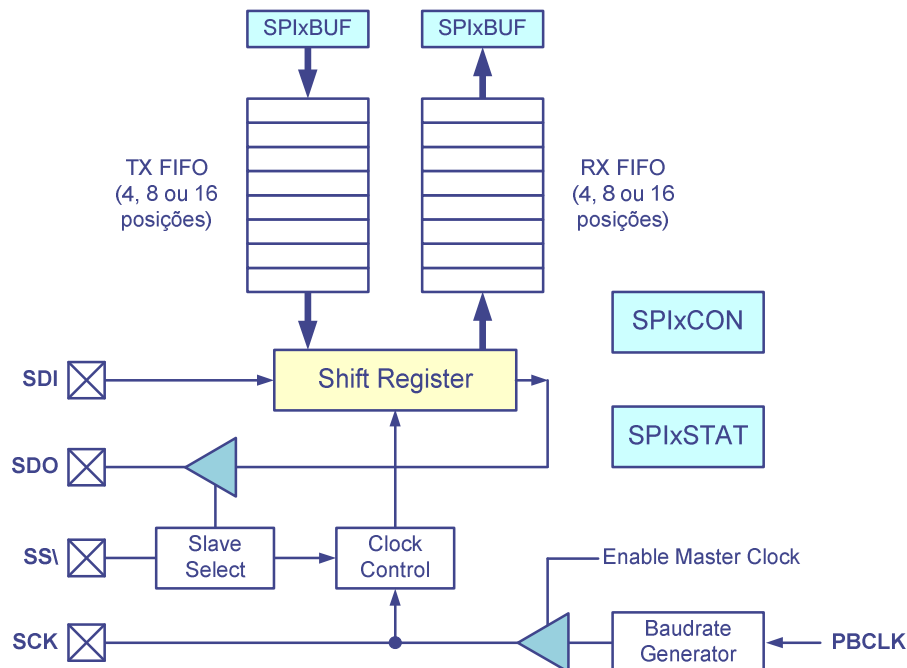 SPIxBUF
SPIxBUF
TX FIFO
(4, 8 ou 16
posições)
RX FIFO
(4, 8 ou 16
posições)
SPIxCON
SDI
Shift Register
SPIxSTAT
SDO
SS\
Slave
Select
Clock
Control
Enable Master Clock
SCK
Baudrate
Generator
PBCLK